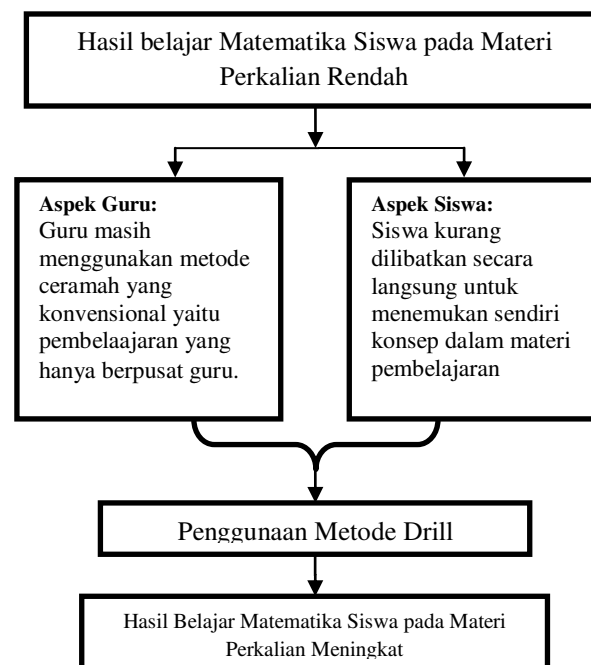 Hasil belajar Matematika Siswa pada Materi
Perkalian Rendah
Aspek Guru:
Guru masih
menggunakan metode
ceramah yang
konvensional yaitu
pembelaajaran yang
hanya berpusat guru.
Aspek Siswa:
Siswa kurang
dilibatkan secara
langsung untuk
menemukan sendiri
konsep dalam materi
pembelajaran
Penggunaan Metode Drill
Hasil Belajar Matematika Siswa pada Materi
Perkalian Meningkat